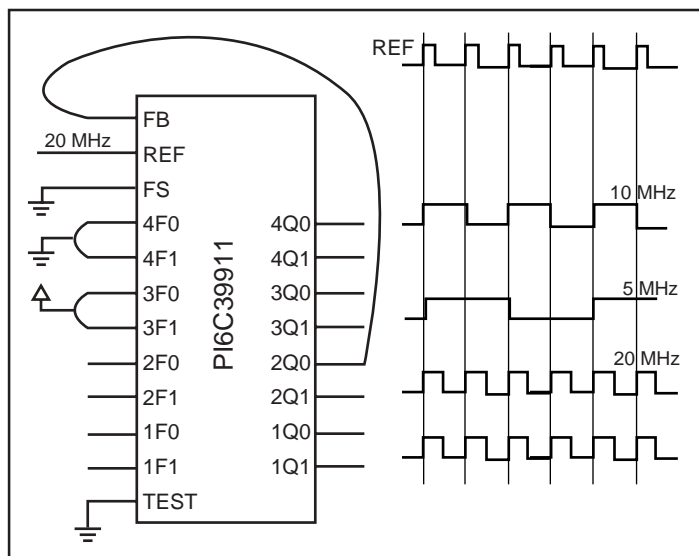 REF
FB
20 MHz
REF
FS
4F0
4F1
3F0
3F1
2F0
2F1
1F0
1F1
TEST
PI6C39911
4Q0
4Q1
3Q0
3Q1
2Q0
2Q1
1Q0
1Q1
10 MHz
5 MHz
20 MHz